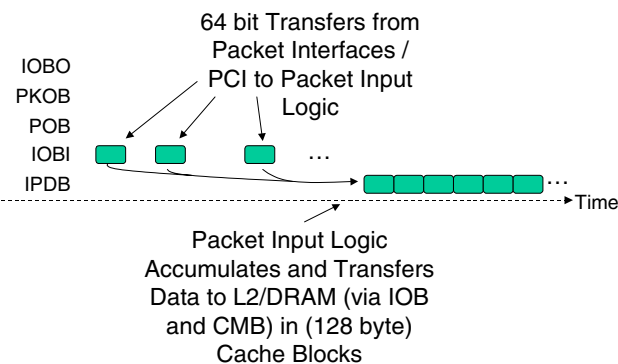 64 bit Transfers from
Packet Interfaces /
PCI to Packet Input
Logic
IOBO
PKOB
POB
IOBI
...
IPDB
...
Time
Packet Input Logic
Accumulates and Transfers
Data to L2/DRAM (via IOB
and CMB) in (128 byte)
Cache Blocks